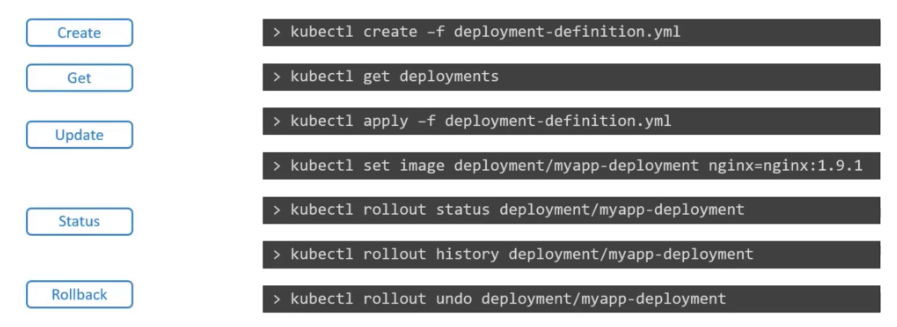 Create
> kubectl create –f deployment-definition.yml
Get
> kubectl get deployments
Update
> kubectl apply –f deployment-definition.yml
> kubectl set image deployment/myapp-deployment nginx=nginx:1.9.1
Status
> kubectl rollout status deployment/myapp-deployment
> kubectl rollout history deployment/myapp-deployment
Rollback
> kubectl rollout undo deployment/myapp-deployment